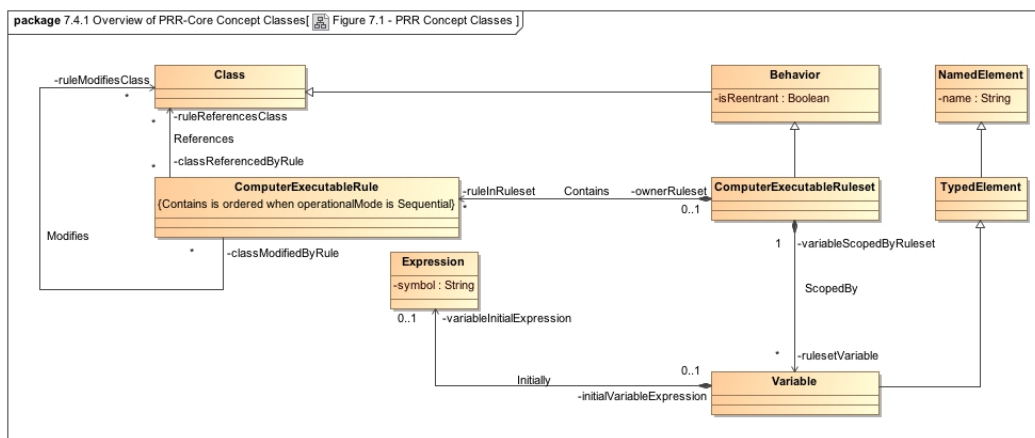 package 7.4.1 Overview of PRR-Core Concept Classes[ Figure 7.1 - PRR Concept Classes ]
-ruleModifiesClass
*
Class
Behavior
-isReentrant : Boolean
NamedElement
-name : String
*
-ruleReferencesClass
References
-classReferencedByRule
*
ComputerExecutableRule
{Contains is ordered when operationalMode is Sequential}
-ruleInRuleset
*
Contains
-ownerRuleset
0..1
ComputerExecutableRuleset
TypedElement
Modifies
*
-classModifiedByRule
1
-variableScopedByRuleset
Expression
-symbol : String
ScopedBy
0..1
-variableInitialExpression
*
-rulesetVariable
Initially
0..1
-initialVariableExpression
Variable